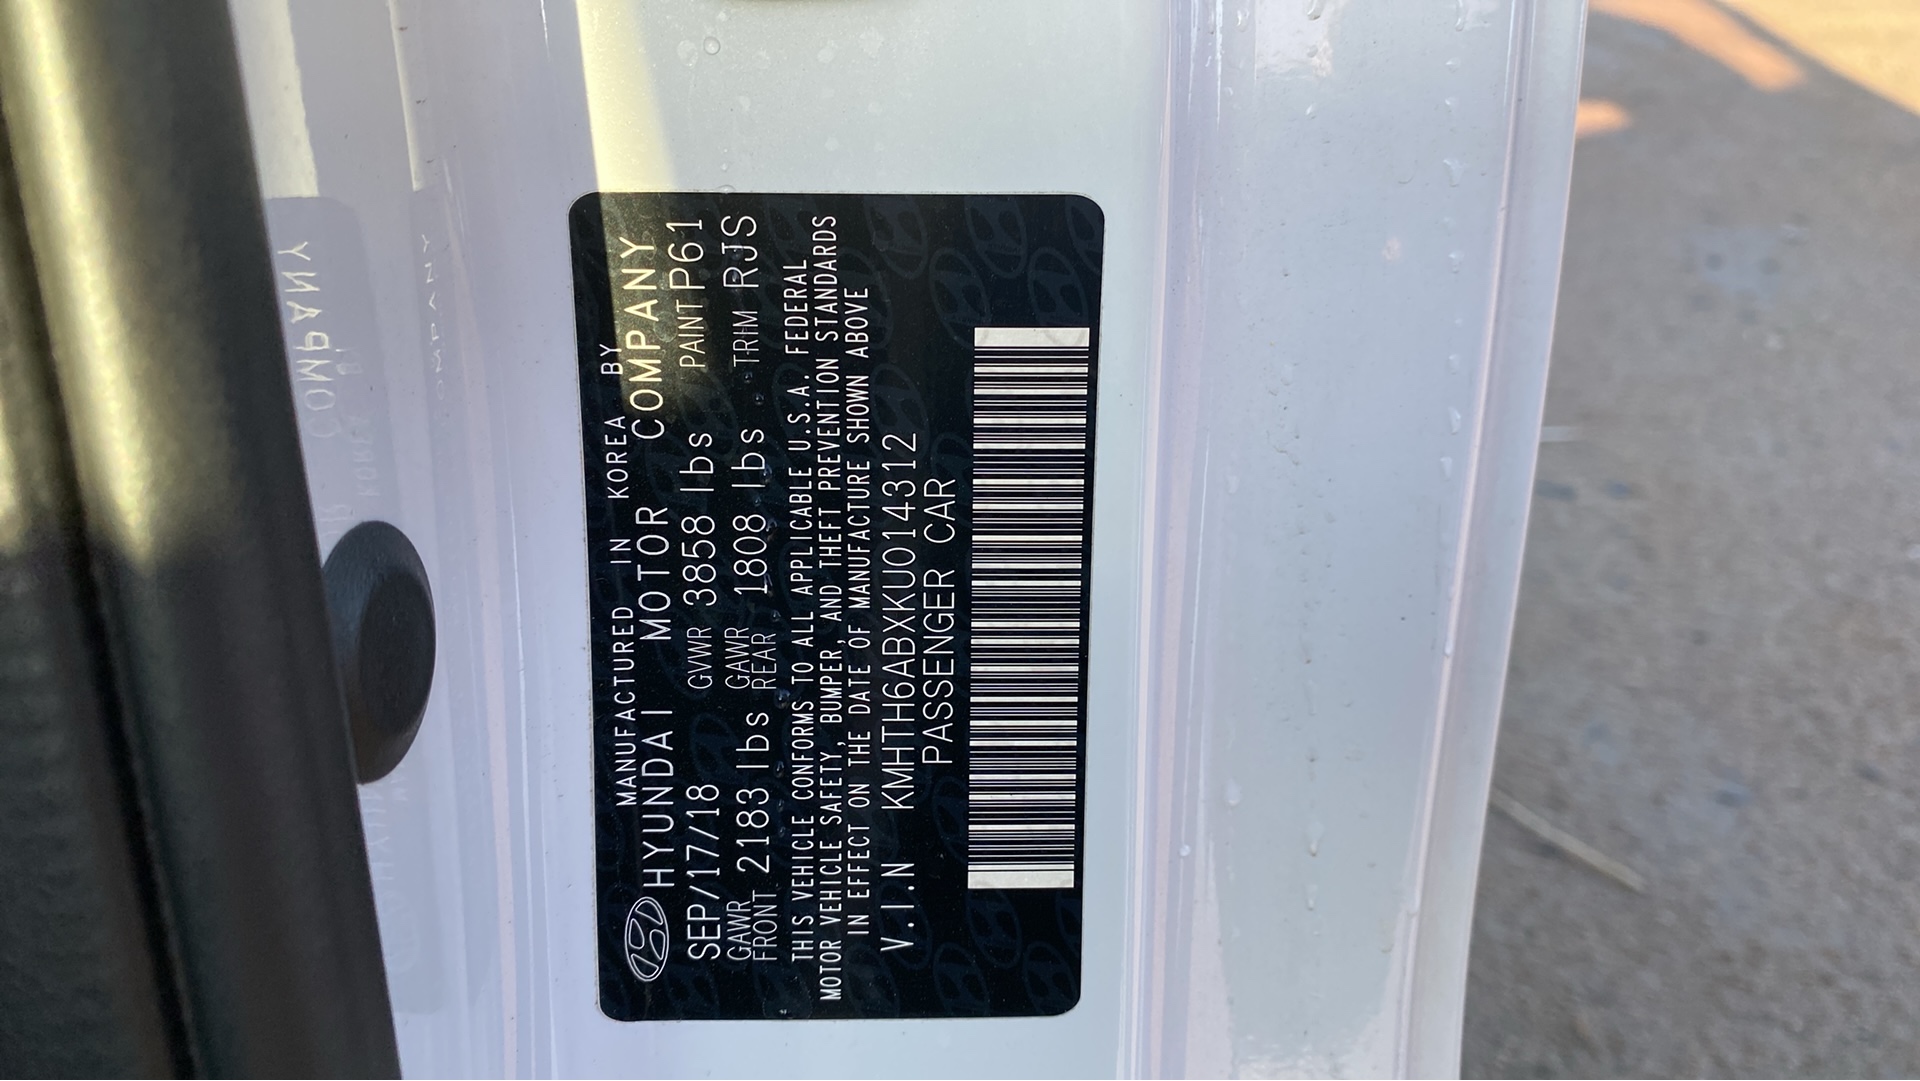 MANUFACTURED IN KOREA BY
HYUNDAI MOTOR COMPANY
SEP/17/18 GVWR 3858 lbs PAINT P61
GAWR FRONT 2183 lbs GAWR REAR 1808 lbs TRIM RJS
THIS VEHICLE CONFORMS TO ALL APPLICABLE U.S.A. FEDERAL
MOTOR VEHICLE SAFETY, BUMPER, AND THEFT PREVENTION STANDARDS
IN EFFECT ON THE DATE OF MANUFACTURE SHOWN ABOVE
V.I.N KMHTH6ABXKU014312
PASSENGER CAR